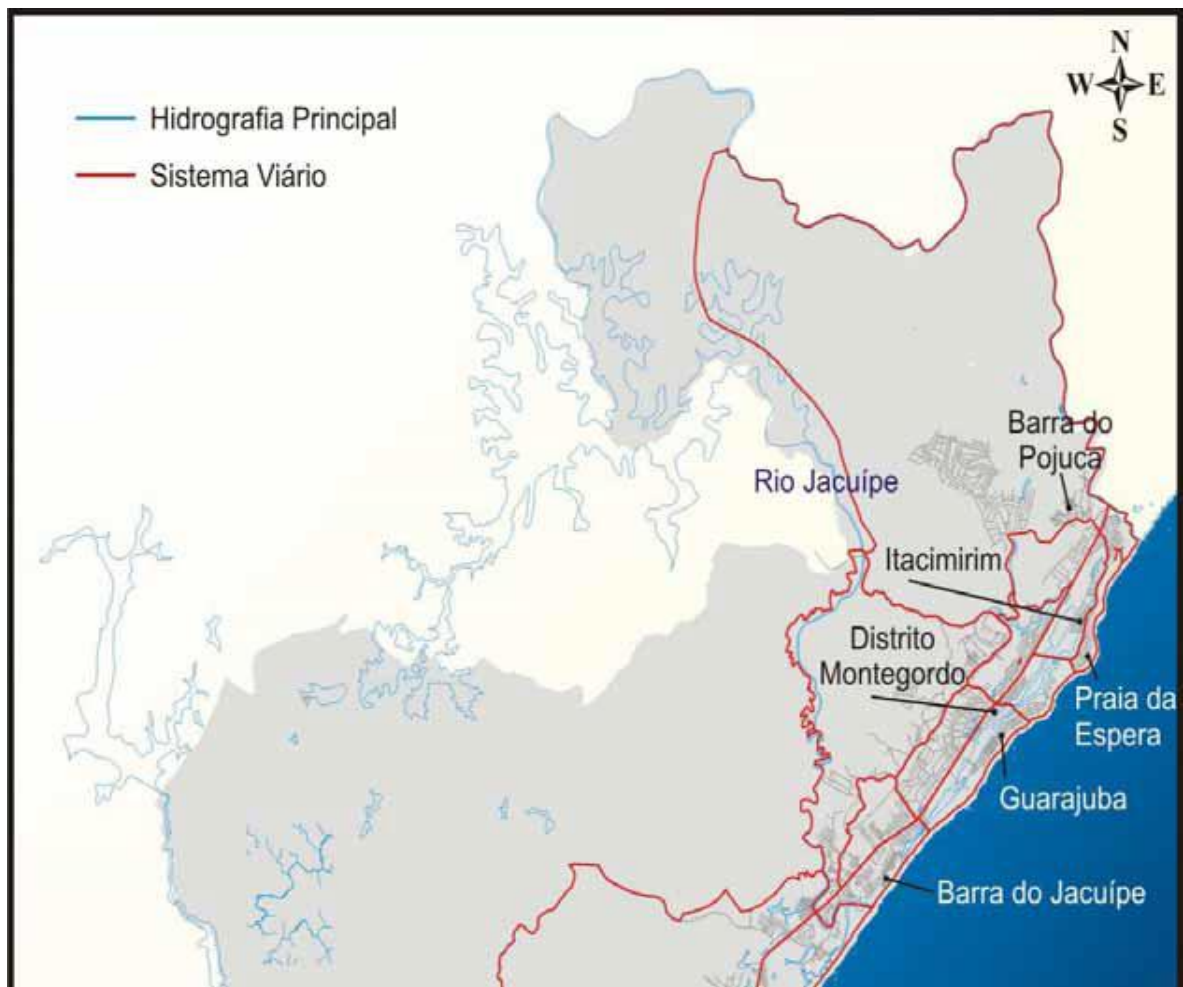 N
W E
S
Hidrografia Principal
Sistema Viário
Barra do
Pojuca
Rio Jacuípe
Itacimirim
Distrito
Montegordo
Praia da
Espera
Guarajuba
Barra do Jacuípe